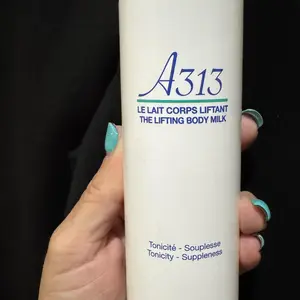 A313
LE LAIT CORPS LIFTANT
THE LIFTING BODY MILK
Tonicité - Souplesse
Tonicity - Suppleness